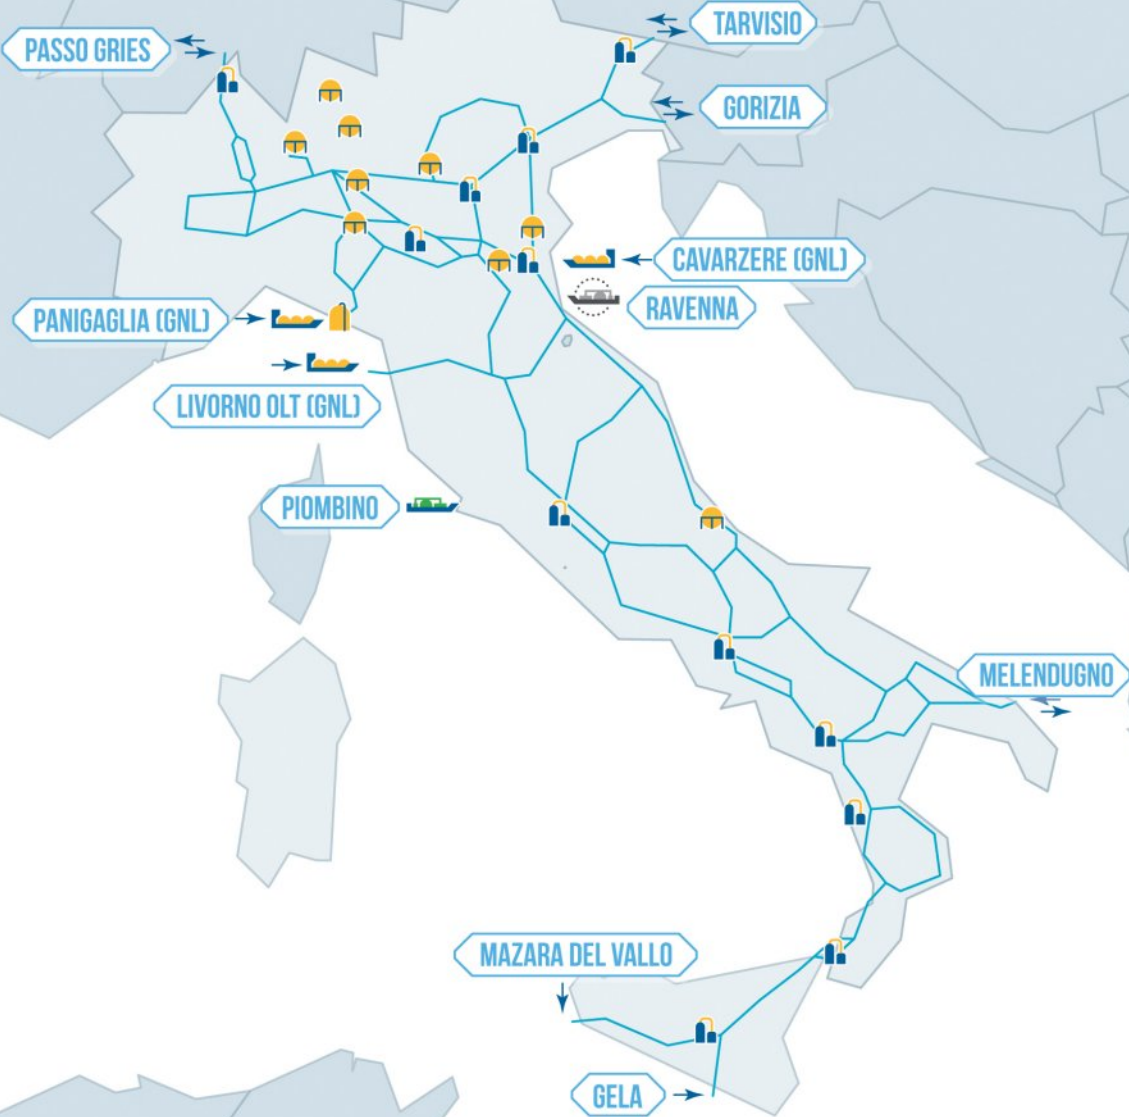 PASSO GRIES
TARVISIO
GORIZIA
CAVARZERE (GNL)
RAVENNA
PANIGAGLIA (GNL)
LIVORNO OLT (GNL)
PIOMBINO
MELENDUGNO
MAZARA DEL VALLO
GELA